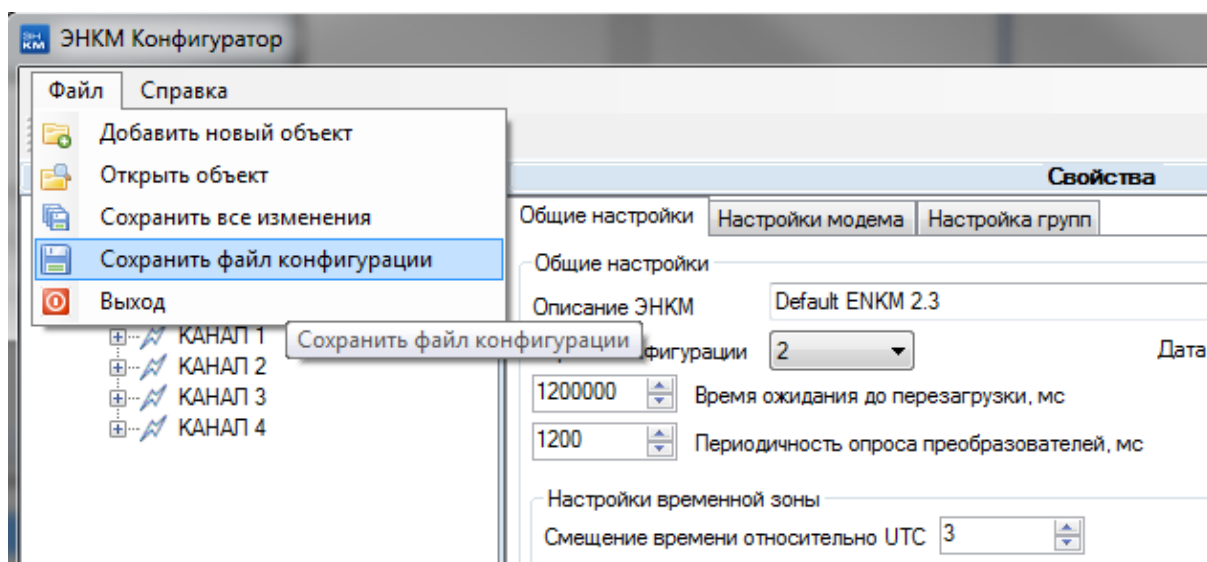 ЭНКМ Конфигуратор
Файл Справка
Добавить новый объект
Открыть объект
Сохранить все изменения
Сохранить файл конфигурации
Выход
Сохранить файл конфигурации
КАНАЛ 1
КАНАЛ 2
КАНАЛ 3
КАНАЛ 4
Свойства
Общие настройки Настройки модема Настройка групп
Общие настройки
Описание ЭНКМ Default ENKM 2.3
фигурации 2 Дата
1200000 Время ожидания до перезагрузки, мс
1200 Периодичность опроса преобразователей, мс
Настройки временной зоны
Смещение времени относительно UTC 3